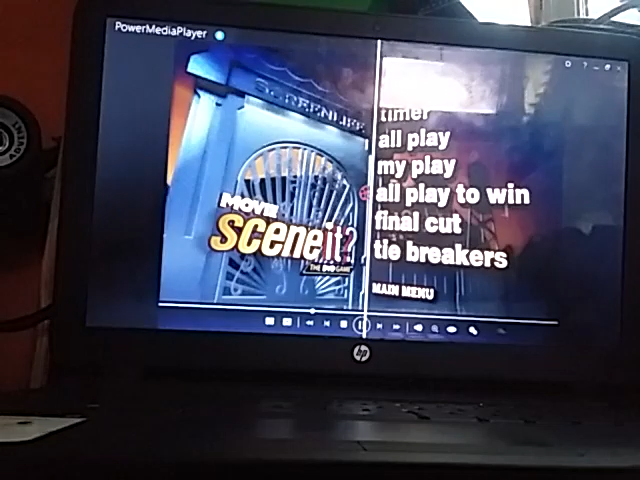 PowerMediaPlayer
SCREENLIFE
timer
all play
my play
all play to win
final cut
tie breakers
MAIN MENU
MOVIE
Scene it?
THE DVD GAME
hp